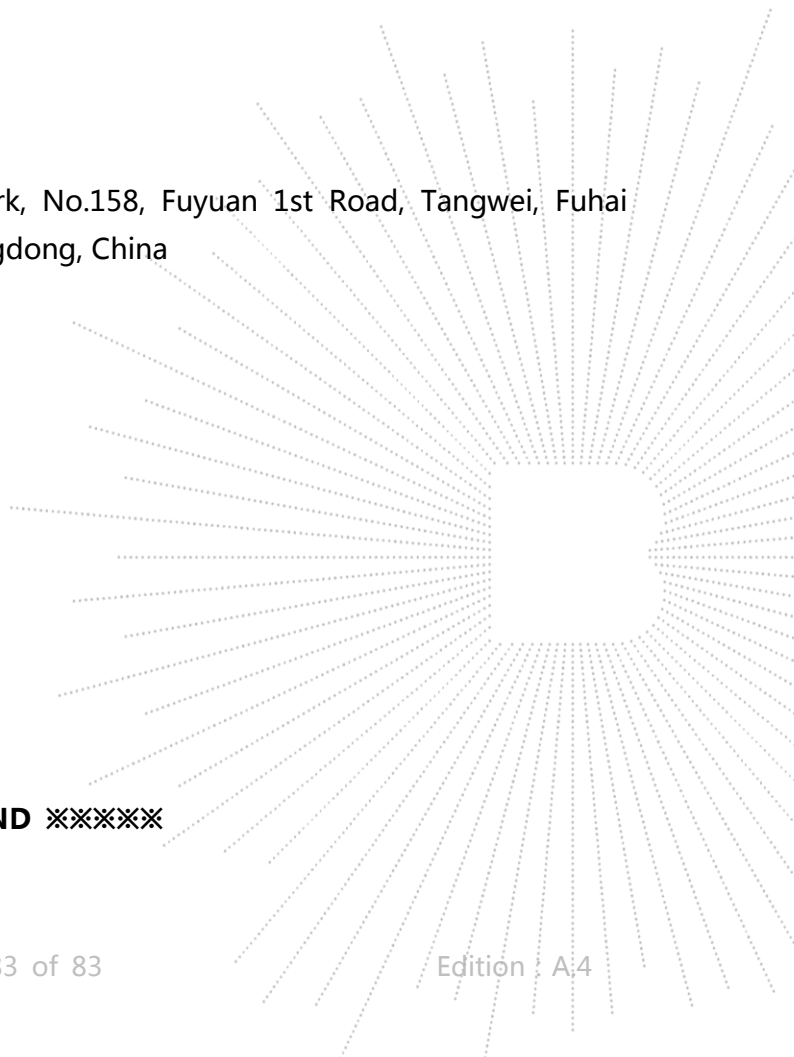 rk, No.158, Fuyuan 1st Road, Tangwei, Fuhai
gdong, China
ND ※※※※※
33 of 83 Edition : A.4